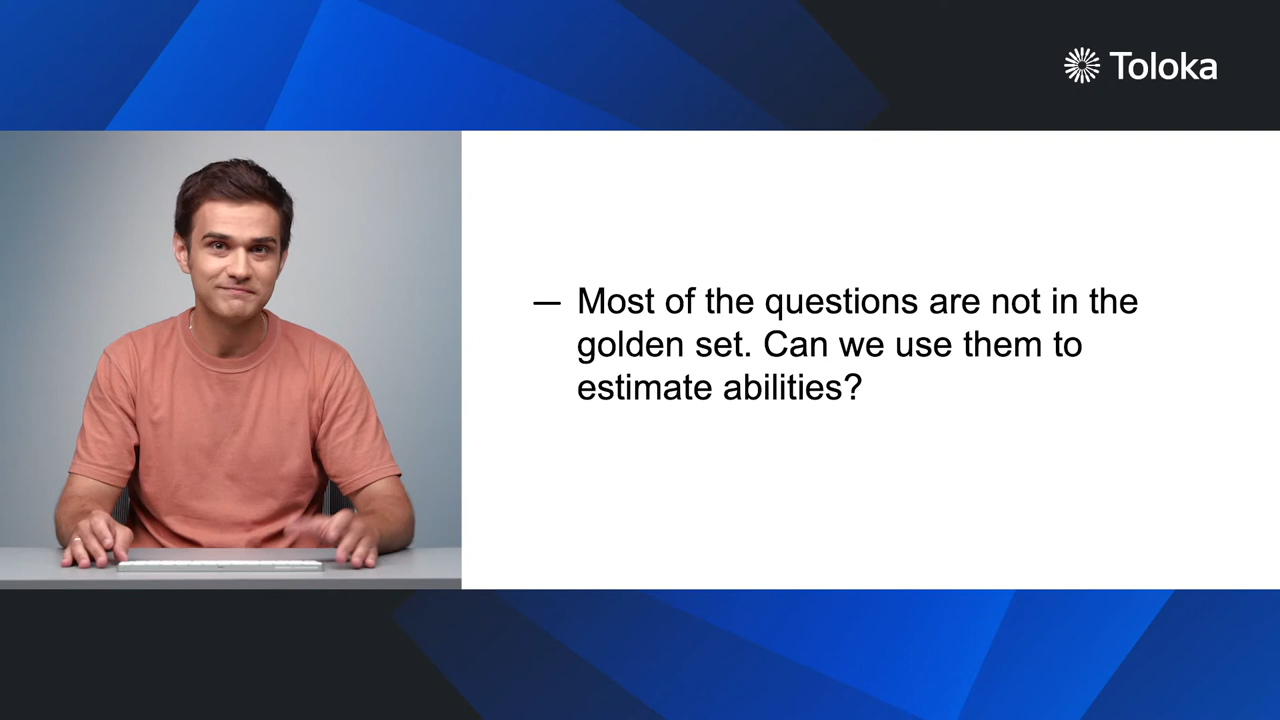 Toloka
— Most of the questions are not in the
golden set. Can we use them to
estimate abilities?